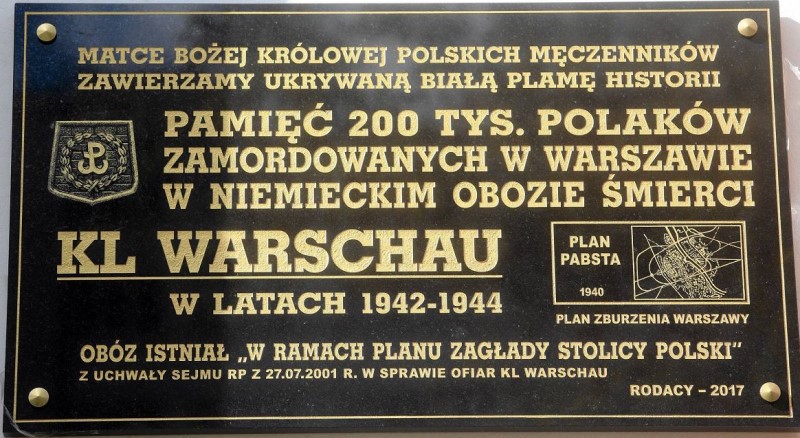 MATCE BOŻEJ KRÓLOWEJ POLSKICH MĘCZENNIKÓW
ZAWIERZAMY UKRYWANĄ BIAŁĄ PLAMĘ HISTORII
PAMIĘĆ 200 TYS. POLAKÓW
ZAMORDOWANYCH W WARSZAWIE
W NIEMIECKIM OBOZIE ŚMIERCI
KL WARSCHAU
W LATACH 1942-1944
PLAN
PABSTA
1940
PLAN ZBURZENIA WARSZAWY
OBÓZ ISTNIAŁ „W RAMACH PLANU ZAGŁADY STOLICY POLSKI"
Z UCHWAŁY SEJMU RP Z 27.07.2001 R. W SPRAWIE OFIAR KL WARSCHAU
RODACY – 2017